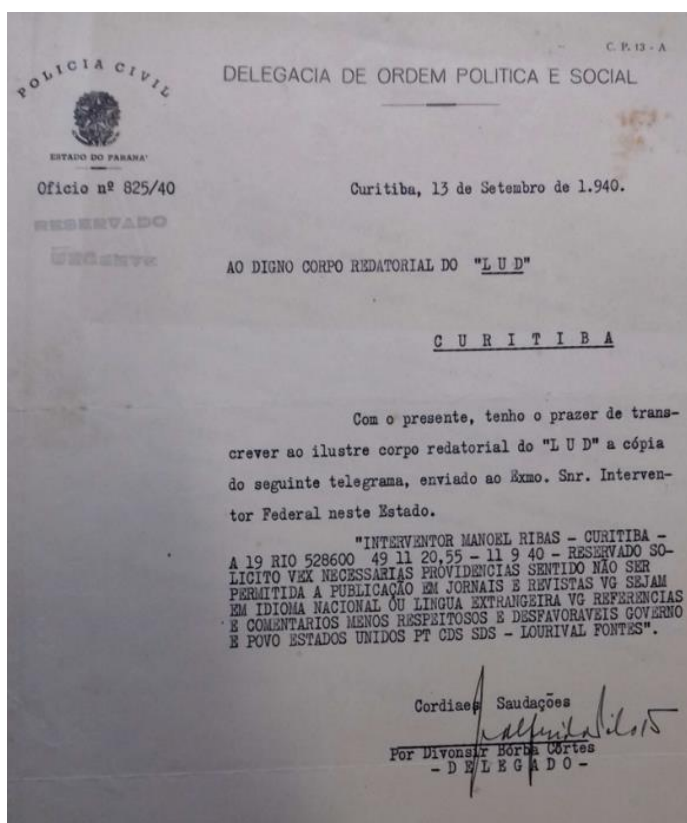 C. P. 13 - A
POLICIA CIVIL
DELEGACIA DE ORDEM POLITICA E SOCIAL
ESTADO DO PARANA'
Oficio nº 825/40
Curitiba, 13 de Setembro de 1.940.
RESERVADO
URGENTE
AO DIGNO CORPO REDATORIAL DO "L U D"
C U R I T I B A
Com o presente, tenho o prazer de trans-
crever ao ilustre corpo redatorial do "L U D" a cópia
do seguinte telegrama, enviado ao Exmo. Snr. Interven-
tor Federal neste Estado.
"INTERVENTOR MANOEL RIBAS - CURITIBA -
A 19 RIO 528600 49 11 20,55 - 11 9 40 - RESERVADO SO-
LICITO VEX NECESSARIAS PROVIDENCIAS SENTIDO NÃO SER
PERMITIDA A PUBLICAÇÃO EM JORNAIS E REVISTAS VG SEJAM
EM IDIOMA NACIONAL OU LINGUA EXTRANGEIRA VG REFERENCIAS
E COMENTARIOS MENOS RESPEITOSOS E DESFAVORAVEIS GOVERNO
E POVO ESTADOS UNIDOS PT CDS SDS - LOURIVAL FONTES".
Cordiaes Saudações
Por Divonsir Borba Côrtes
- D E L E G A D O -